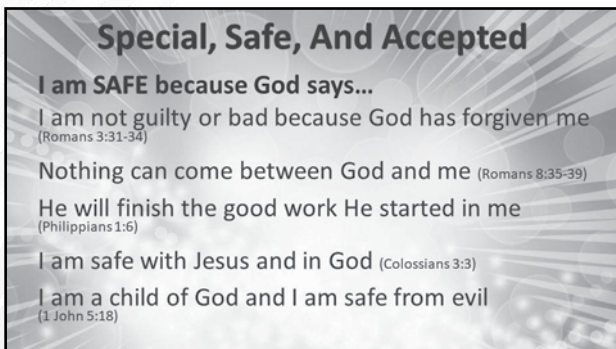 Special, Safe, And Accepted
I am SAFE because God says...
I am not guilty or bad because God has forgiven me
(Romans 3:31-34)
Nothing can come between God and me (Romans 8:35-39)
He will finish the good work He started in me
(Philippians 1:6)
I am safe with Jesus and in God (Colossians 3:3)
I am a child of God and I am safe from evil
(1 John 5:18)